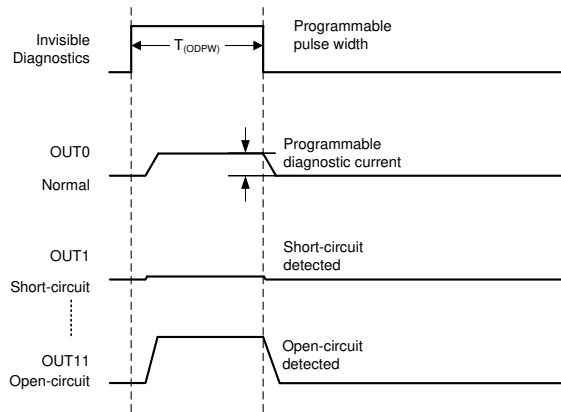 Invisible
Diagnostics
T(ODPW)
Programmable
pulse width
OUT0
Normal
Programmable
diagnostic current
OUT1
Short-circuit
Short-circuit
detected
OUT11
Open-circuit
Open-circuit
detected